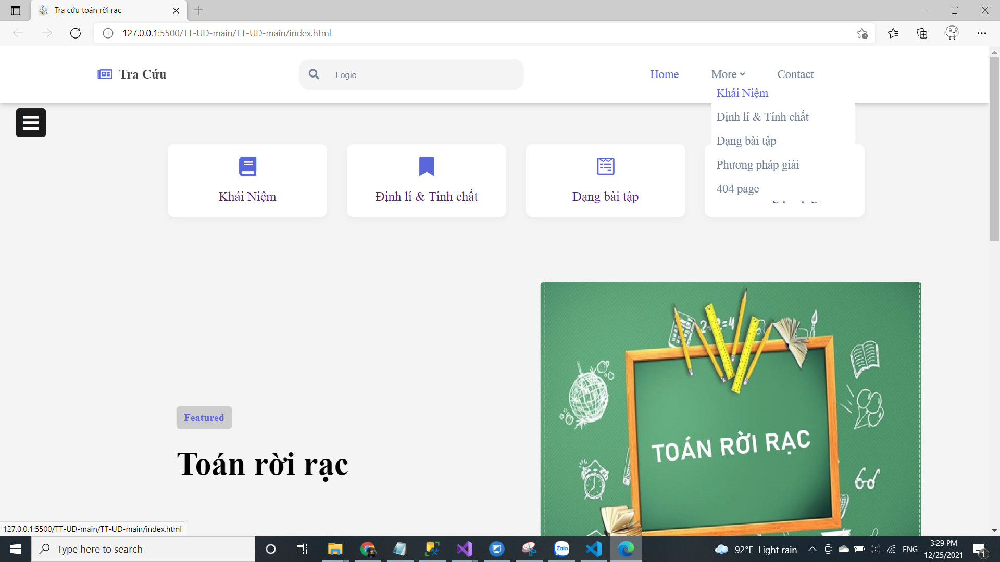 Tra cứu toán rời rạc
127.0.0.1:5500/TT-UD-main/TT-UD-main/index.html
Tra Cứu
Logic
Home
More
Contact
Khái Niệm
Định lí & Tính chất
Dạng bài tập
Phương pháp giải
404 page
Khái Niệm
Định lí & Tính chất
Dạng bài tập
2+2=4
Featured
Toán rời rạc
TOÁN RỜI RẠC
127.0.0.1:5500/TT-UD-main/TT-UD-main/index.html
Type here to search
Zalo
92°F Light rain
ENG
3:29 PM
12/25/2021
1